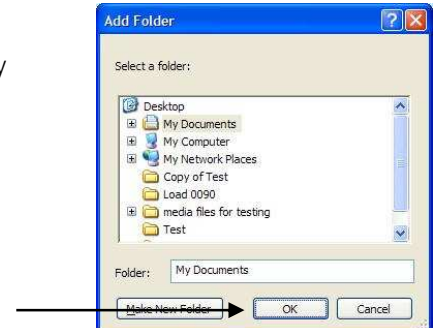 Add Folder
y
Select a folder:
Desktop
My Documents
My Computer
My Network Places
Copy of Test
Load 0090
media files for testing
Test
Folder: My Documents
Make New Folder OK Cancel